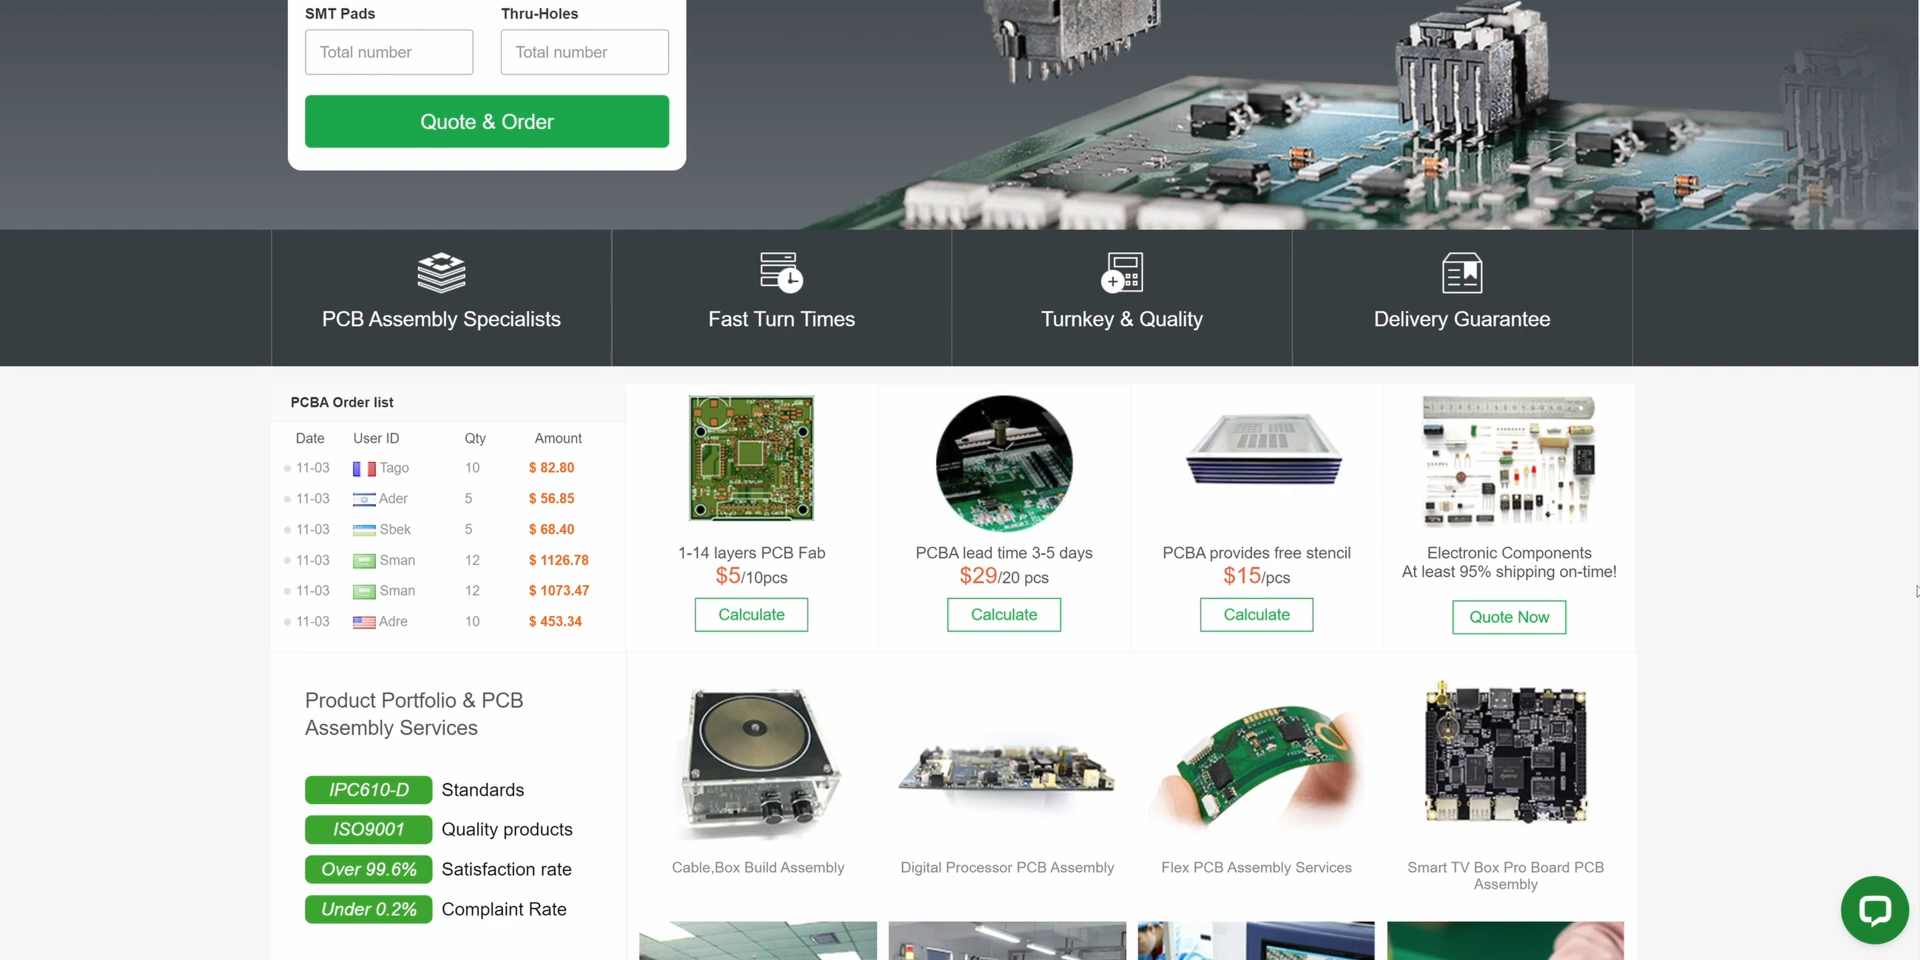 SMT Pads
Thru-Holes
Total number
Total number
Quote & Order
PCB Assembly Specialists
Fast Turn Times
Turnkey & Quality
Delivery Guarantee
PCBA Order list
Date User ID Qty Amount
11-03 Tago 10 $ 82.80
11-03 Ader 5 $ 56.85
11-03 Sbek 5 $ 68.40
11-03 Sman 12 $ 1126.78
11-03 Sman 12 $ 1073.47
11-03 Adre 10 $ 453.34
1-14 layers PCB Fab
$5/10pcs
Calculate
PCBA lead time 3-5 days
$29/20 pcs
Calculate
PCBA provides free stencil
$15/pcs
Calculate
Electronic Components
At least 95% shipping on-time!
Quote Now
Product Portfolio & PCB
Assembly Services
IPC610-D Standards
ISO9001 Quality products
Over 99.6% Satisfaction rate
Under 0.2% Complaint Rate
Cable,Box Build Assembly
Digital Processor PCB Assembly
Flex PCB Assembly Services
Smart TV Box Pro Board PCB
Assembly